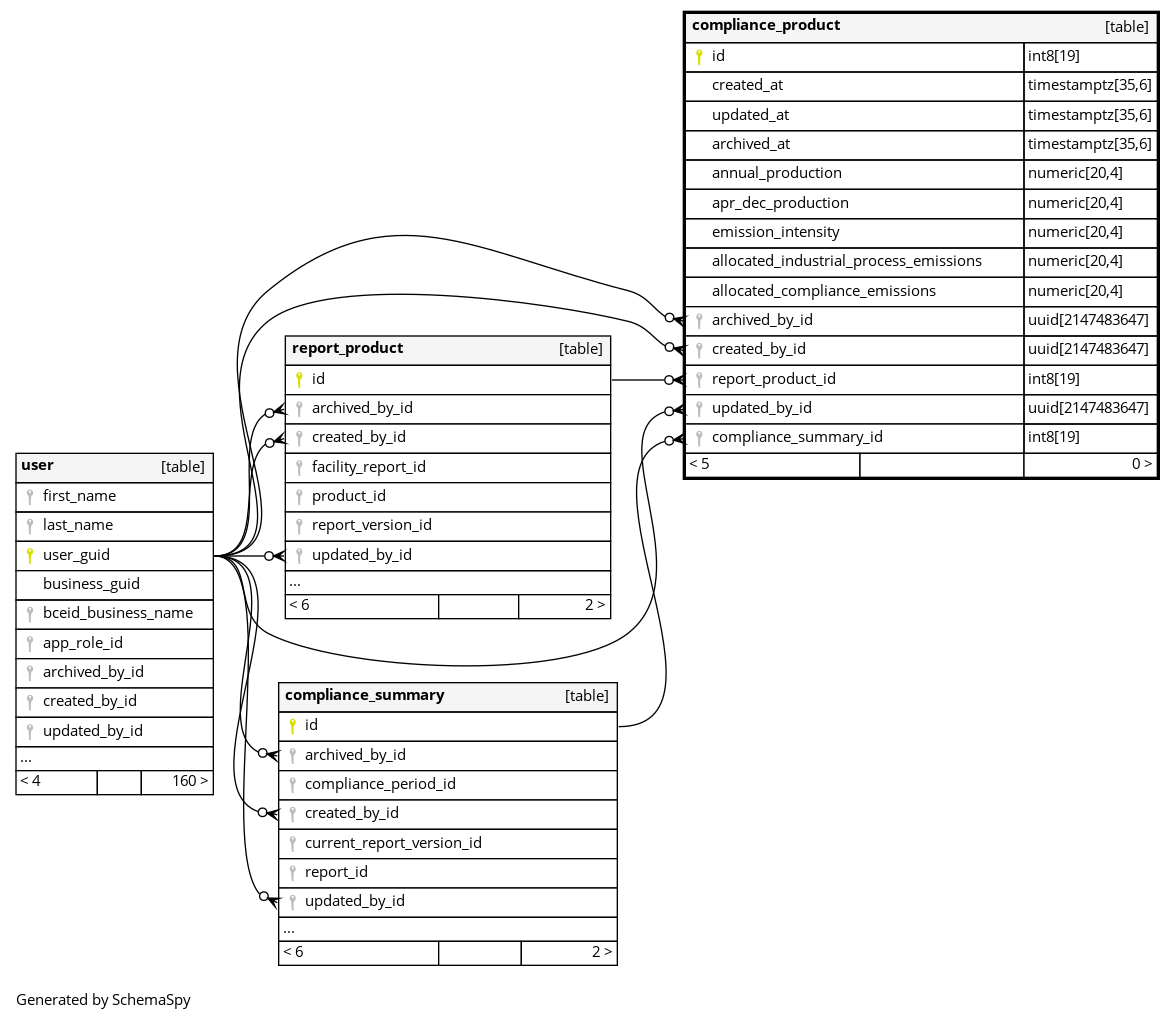 compliance_product [table]
id int8[19]
created_at timestamptz[35,6]
updated_at timestamptz[35,6]
archived_at timestamptz[35,6]
annual_production numeric[20,4]
apr_dec_production numeric[20,4]
emission_intensity numeric[20,4]
allocated_industrial_process_emissions numeric[20,4]
allocated_compliance_emissions numeric[20,4]
archived_by_id uuid[2147483647]
created_by_id uuid[2147483647]
report_product_id int8[19]
updated_by_id uuid[2147483647]
compliance_summary_id int8[19]
< 5 0 >
report_product [table]
id
archived_by_id
created_by_id
facility_report_id
product_id
report_version_id
updated_by_id
...
< 6 2 >
user [table]
first_name
last_name
user_guid
business_guid
bceid_business_name
app_role_id
archived_by_id
created_by_id
updated_by_id
...
< 4 160 >
compliance_summary [table]
id
archived_by_id
compliance_period_id
created_by_id
current_report_version_id
report_id
updated_by_id
...
< 6 2 >
Generated by SchemaSpy